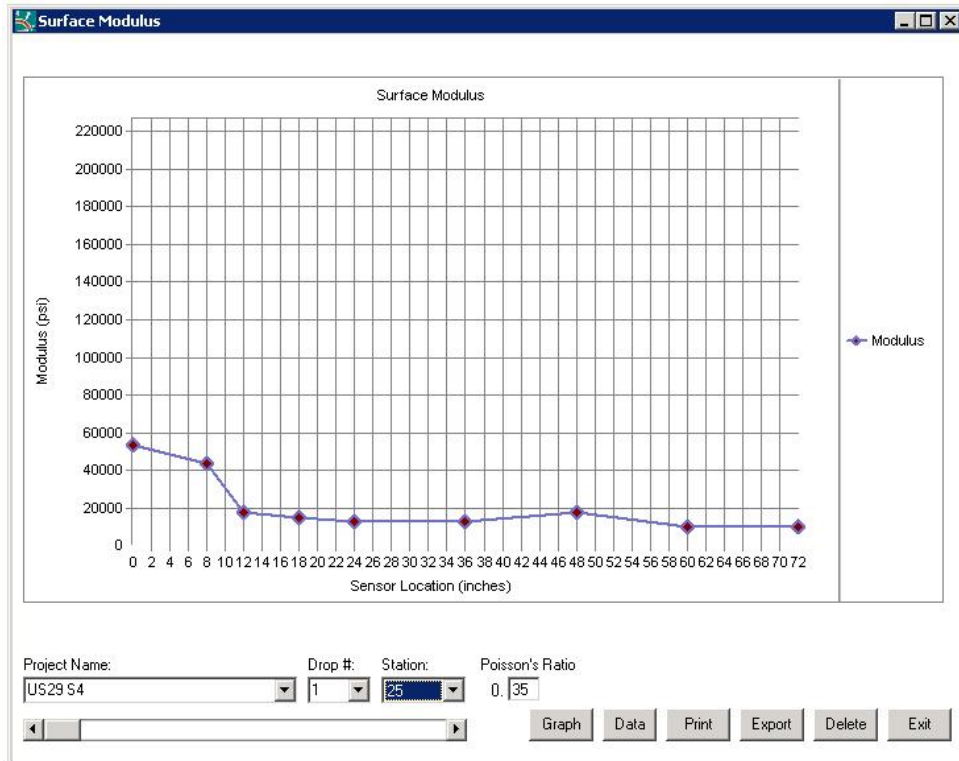 Surface Modulus
Surface Modulus
220000
200000
180000
160000
140000
120000
100000
80000
60000
40000
20000
0
Modulus (psi)
0 2 4 6 8 10 12 14 16 18 20 22 24 26 28 30 32 34 36 38 40 42 44 46 48 50 52 54 56 58 60 62 64 66 68 70 72
Sensor Location (inches)
Modulus
Project Name: Drop #: Station: Poisson's Ratio
US29 S4 1 25 0. 35
Graph Data Print Export Delete Exit